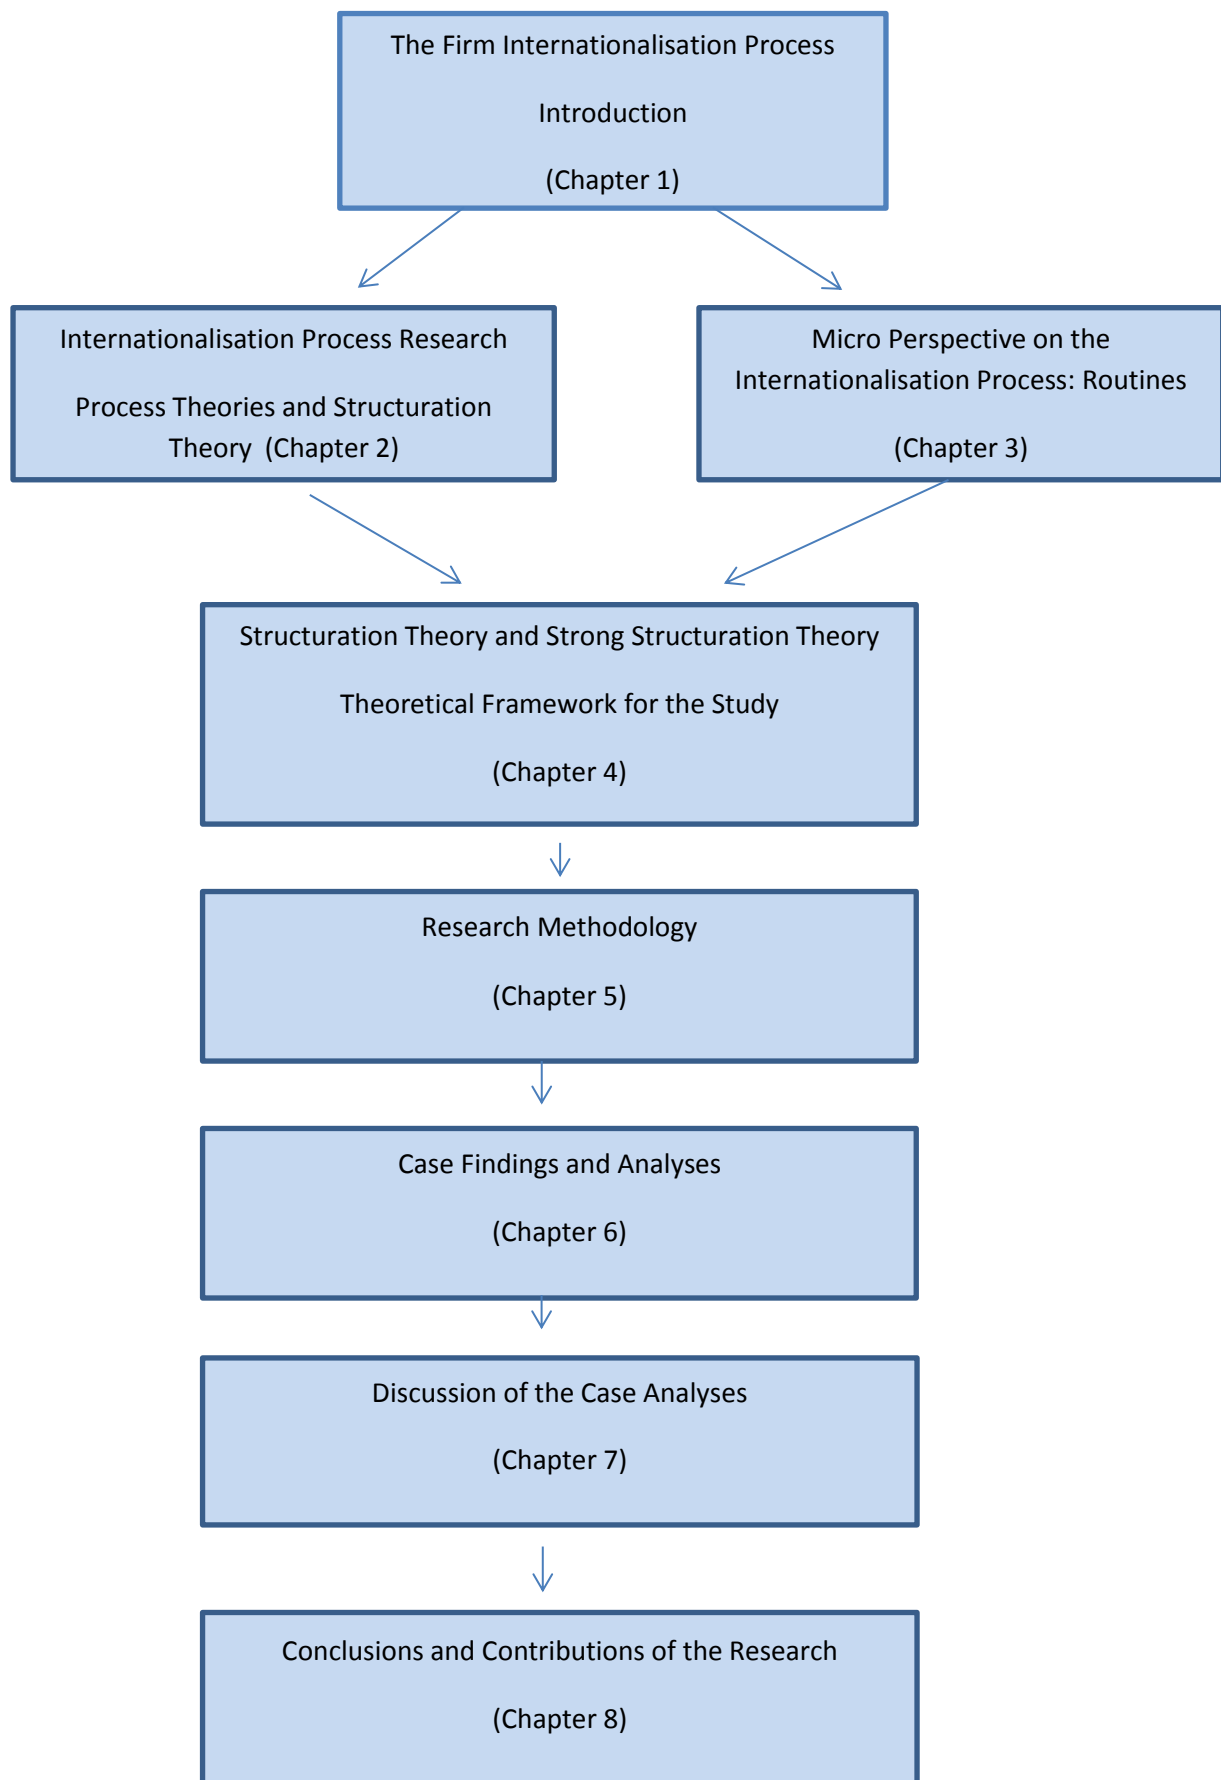 The Firm Internationalisation Process
Introduction
(Chapter 1)
Internationalisation Process Research
Process Theories and Structuration
Theory (Chapter 2)
Micro Perspective on the
Internationalisation Process: Routines
(Chapter 3)
Structuration Theory and Strong Structuration Theory
Theoretical Framework for the Study
(Chapter 4)
Research Methodology
(Chapter 5)
Case Findings and Analyses
(Chapter 6)
Discussion of the Case Analyses
(Chapter 7)
Conclusions and Contributions of the Research
(Chapter 8)